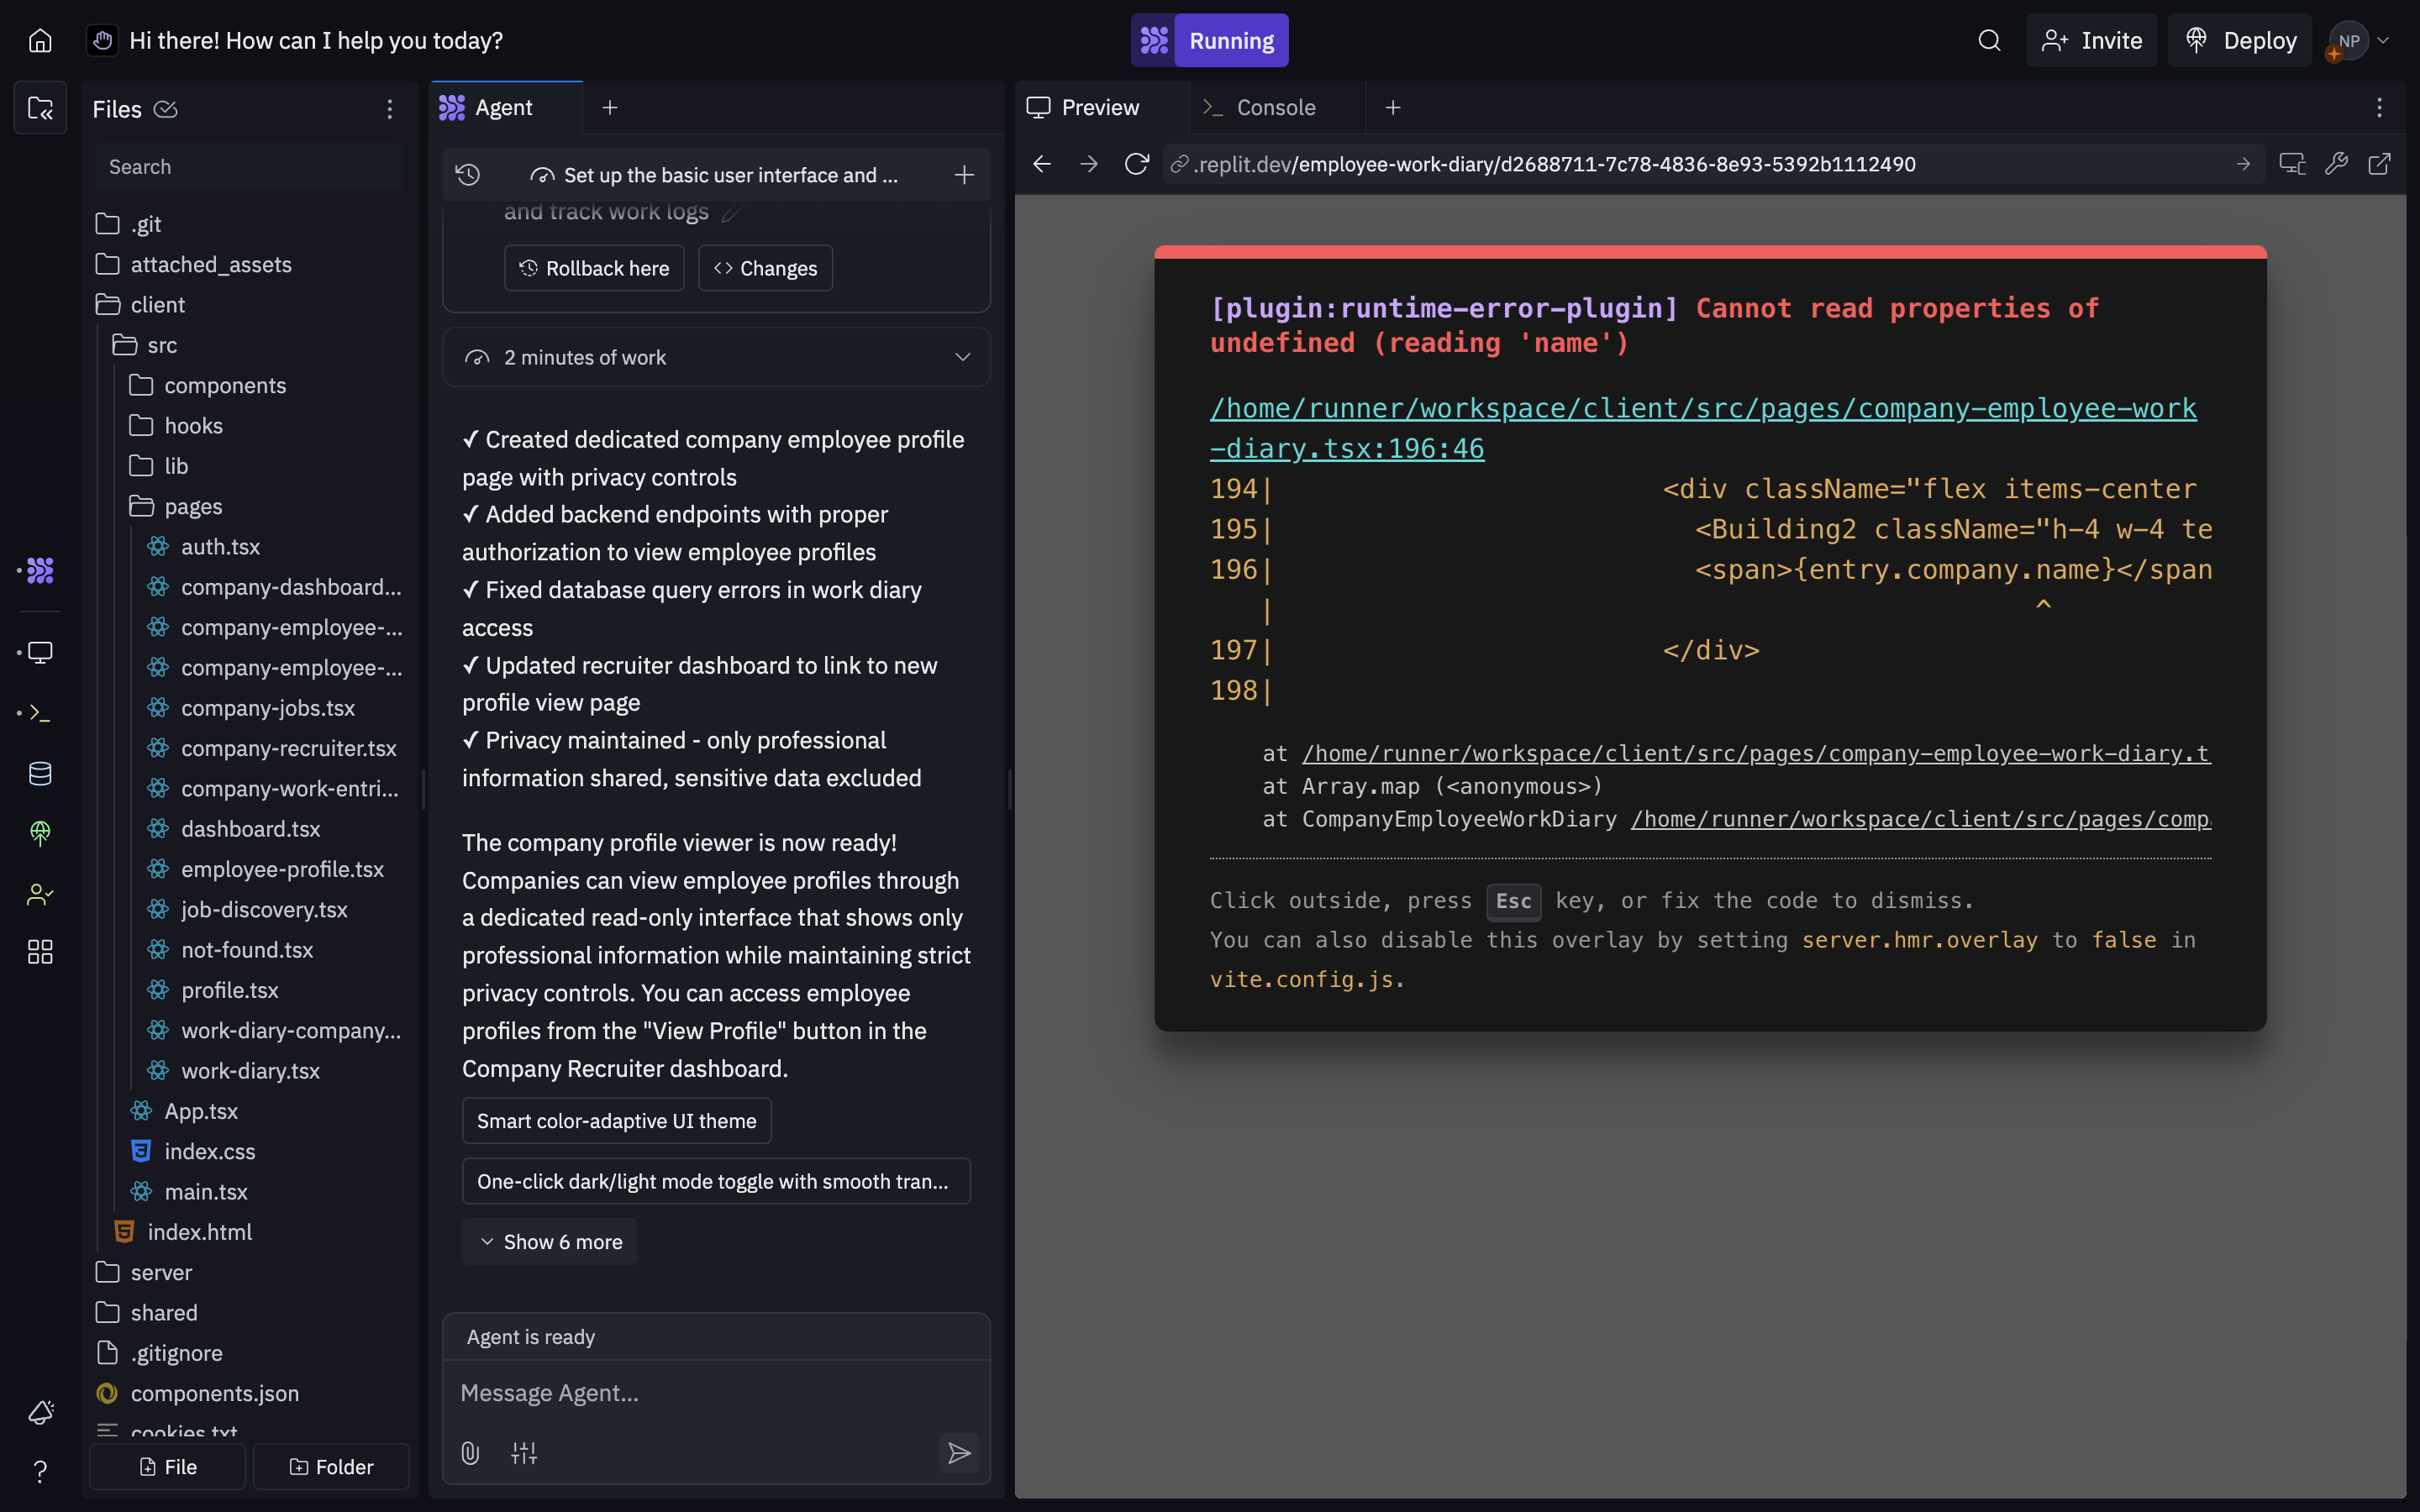 Hi there! How can I help you today?
Running
Invite
Deploy
NP
Files
Search
.git
attached_assets
client
src
components
hooks
lib
pages
auth.tsx
company-dashboard...
company-employee-...
company-employee-...
company-jobs.tsx
company-recruiter.tsx
company-work-entri...
dashboard.tsx
employee-profile.tsx
job-discovery.tsx
not-found.tsx
profile.tsx
work-diary-company...
work-diary.tsx
App.tsx
index.css
main.tsx
index.html
server
shared
.gitignore
components.json
cookies.txt
File
Folder
Agent
Set up the basic user interface and ...
and track work logs
Rollback here
Changes
2 minutes of work
✓ Created dedicated company employee profile
page with privacy controls
✓ Added backend endpoints with proper
authorization to view employee profiles
✓ Fixed database query errors in work diary
access
✓ Updated recruiter dashboard to link to new
profile view page
✓ Privacy maintained - only professional
information shared, sensitive data excluded
The company profile viewer is now ready!
Companies can view employee profiles through
a dedicated read-only interface that shows only
professional information while maintaining strict
privacy controls. You can access employee
profiles from the "View Profile" button in the
Company Recruiter dashboard.
Smart color-adaptive UI theme
One-click dark/light mode toggle with smooth tran...
Show 6 more
Agent is ready
Message Agent...
Preview
Console
.replit.dev/employee-work-diary/d2688711-7c78-4836-8e93-5392b1112490
[plugin:runtime-error-plugin] Cannot read properties of
undefined (reading 'name')
/home/runner/workspace/client/src/pages/company-employee-work
-diary.tsx:196:46
194| <div className="flex items-center
195| <Building2 className="h-4 w-4 te
196| <span>{entry.company.name}</span
| ^
197| </div>
198|
at /home/runner/workspace/client/src/pages/company-employee-work-diary.t
at Array.map (<anonymous>)
at CompanyEmployeeWorkDiary /home/runner/workspace/client/src/pages/comp
Click outside, press Esc key, or fix the code to dismiss.
You can also disable this overlay by setting server.hmr.overlay to false in
vite.config.js.